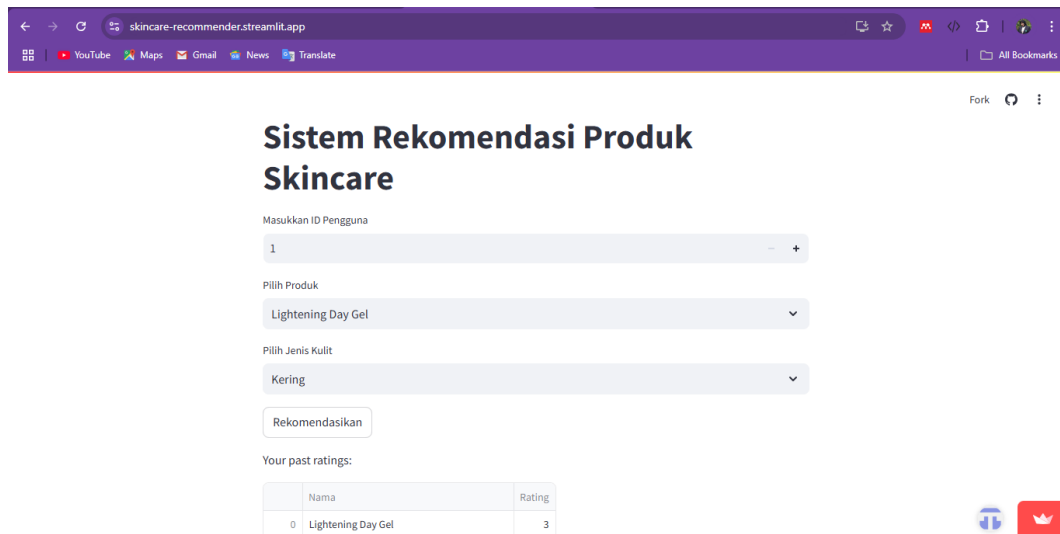 skincare-recommender.streamlit.app
YouTube Maps Gmail News Translate All Bookmarks
Fork
Sistem Rekomendasi Produk
Skincare
Masukkan ID Pengguna
1
Pilih Produk
Lightening Day Gel
Pilih Jenis Kulit
Kering
Rekomendasikan
Your past ratings:
Nama Rating
0 Lightening Day Gel 3